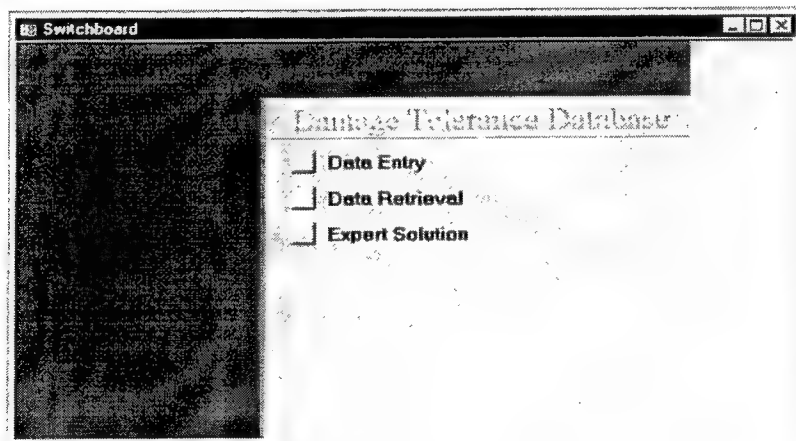 Switchboard
Damage Tolerance Database
Data Entry
Data Retrieval
Expert Solution